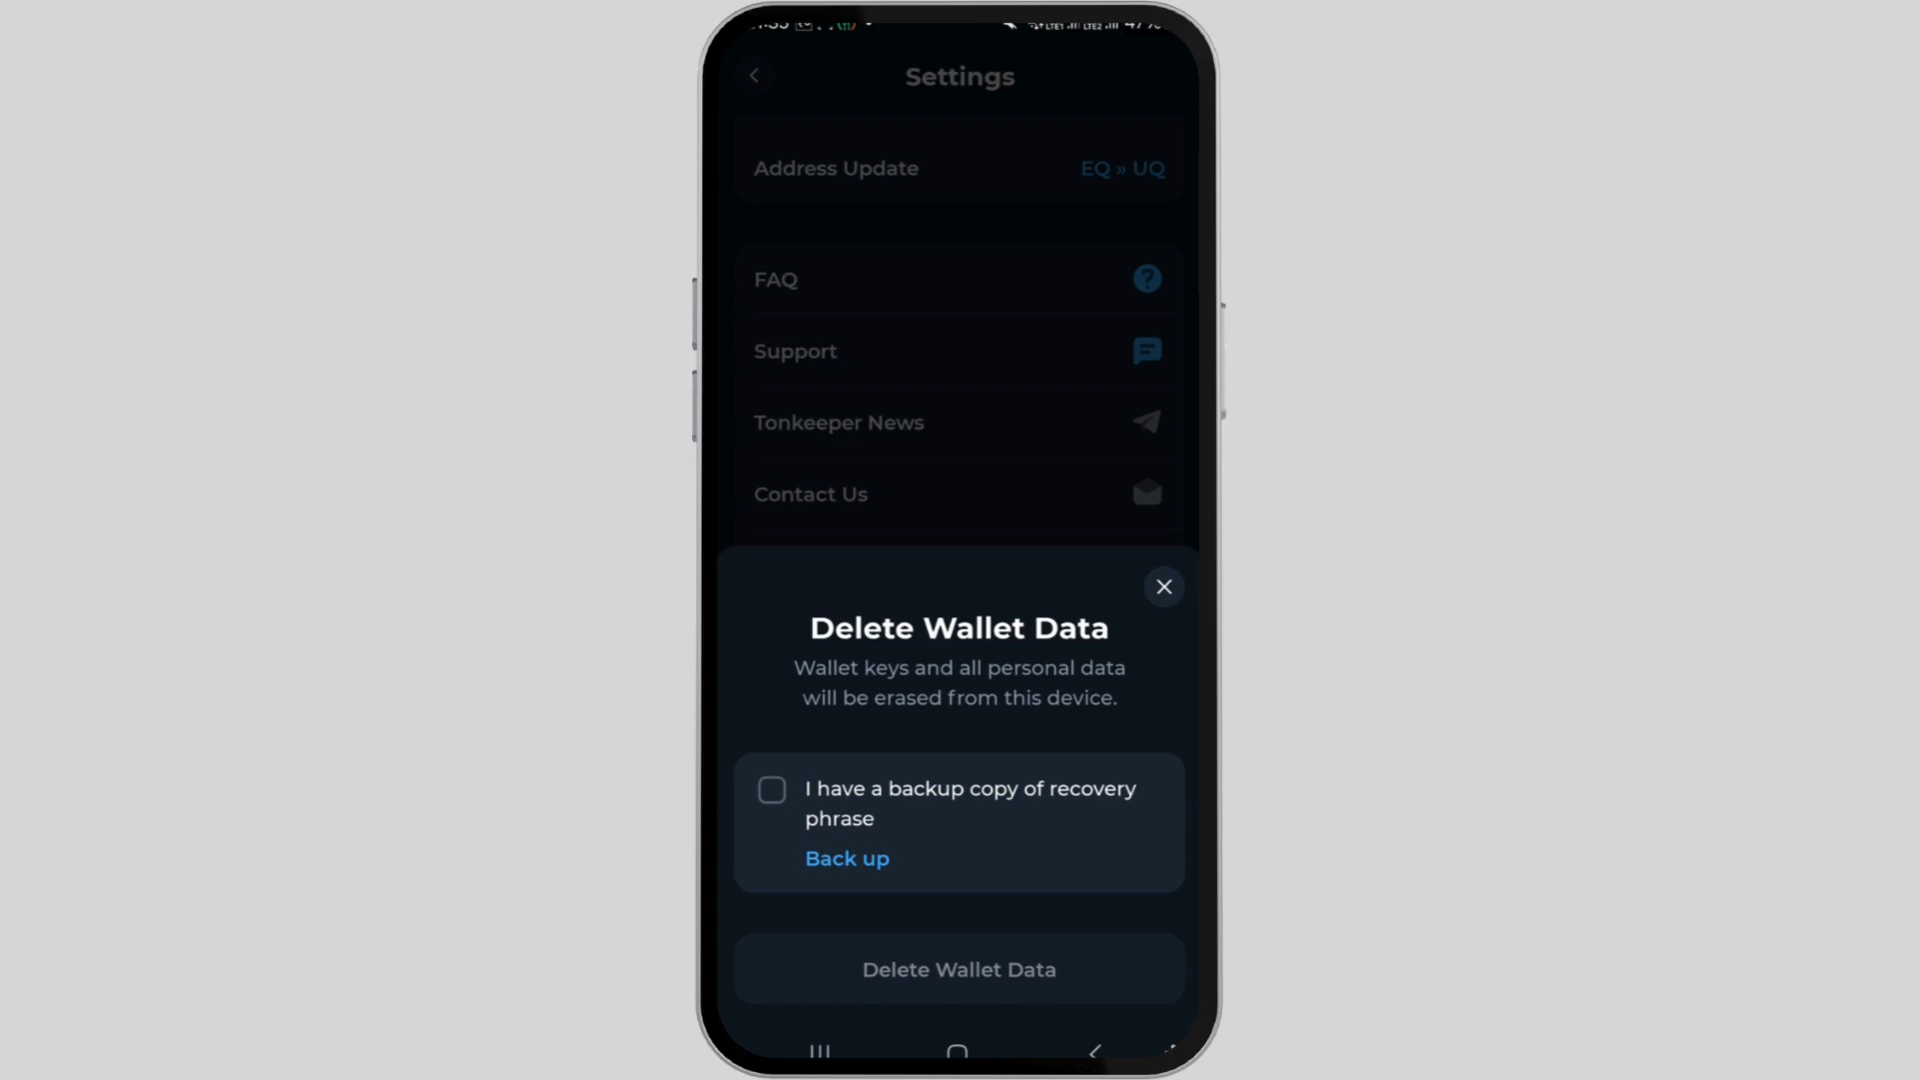 Settings
Address Update EQ » UQ
FAQ
Support
Tonkeeper News
Contact Us
Delete Wallet Data
Wallet keys and all personal data
will be erased from this device.
I have a backup copy of recovery
phrase
Back up
Delete Wallet Data